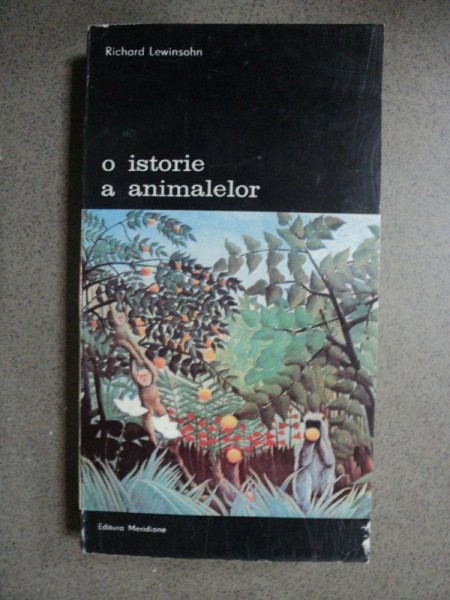 Richard Lewinsohn
o istorie
a animalelor
Editura Meridiane